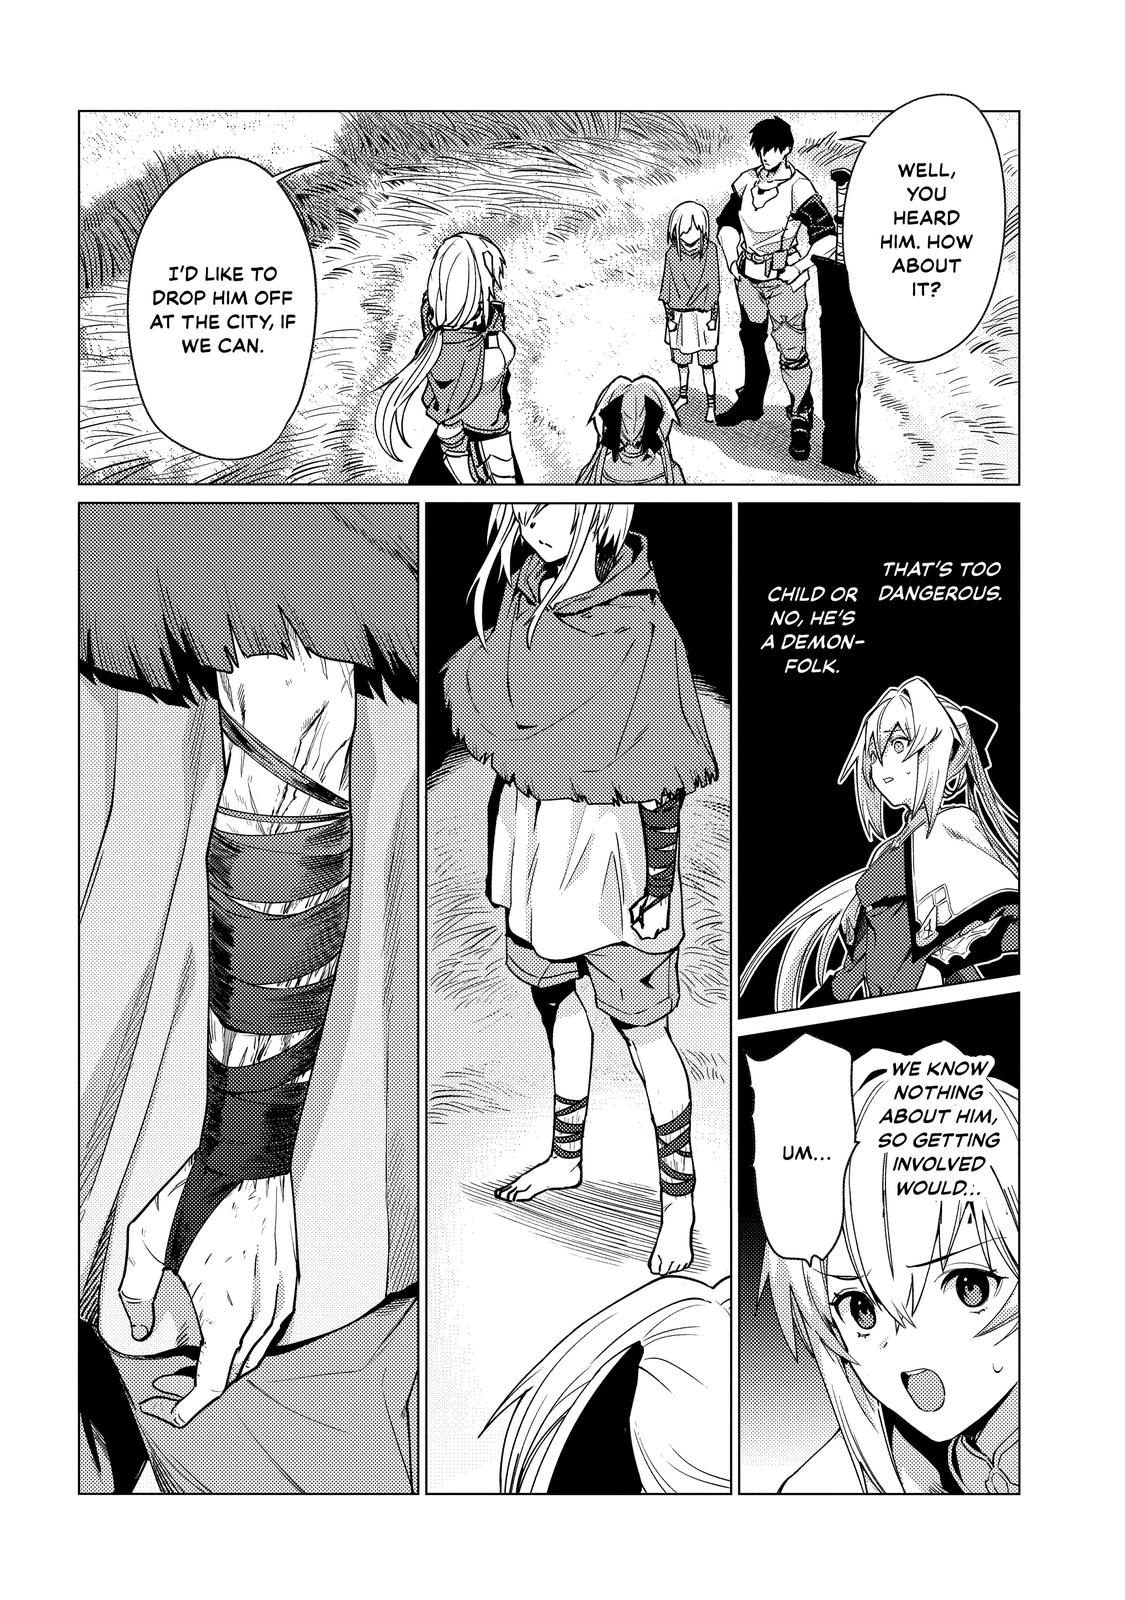 WELL,
YOU
HEARD
HIM. HOW
ABOUT
IT?
I'D LIKE TO
DROP HIM OFF
AT THE CITY, IF
WE CAN.
THAT'S TOO
DANGEROUS.
CHILD OR
NO, HE'S
A DEMON-
FOLK.
WE KNOW
NOTHING
ABOUT HIM,
SO GETTING
INVOLVED
WOULD...
UM...